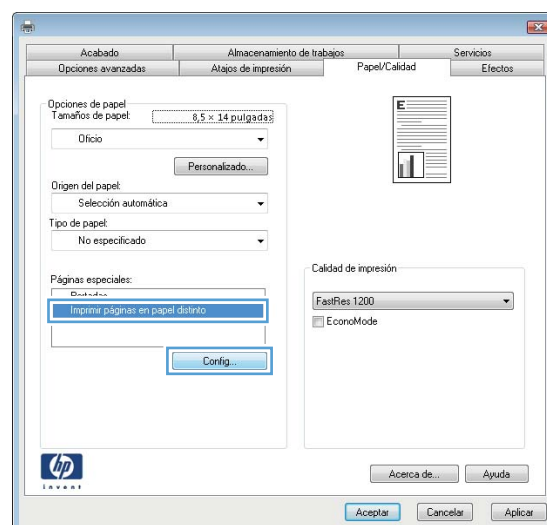 Acabado Almacenamiento de trabajos Servicios
Opciones avanzadas Atajos de impresión Papel/Calidad Efectos
Opciones de papel
Tamaños de papel: 8,5 × 14 pulgadas
Oficio
Personalizado...
Origen del papel:
Selección automática
Tipo de papel:
No especificado
Páginas especiales:
Portadas
Imprimir páginas en papel distinto
Config...
E
Calidad de impresión
FastRes 1200
EconoMode
hp
invent
Acerca de... Ayuda
Aceptar Cancelar Aplicar